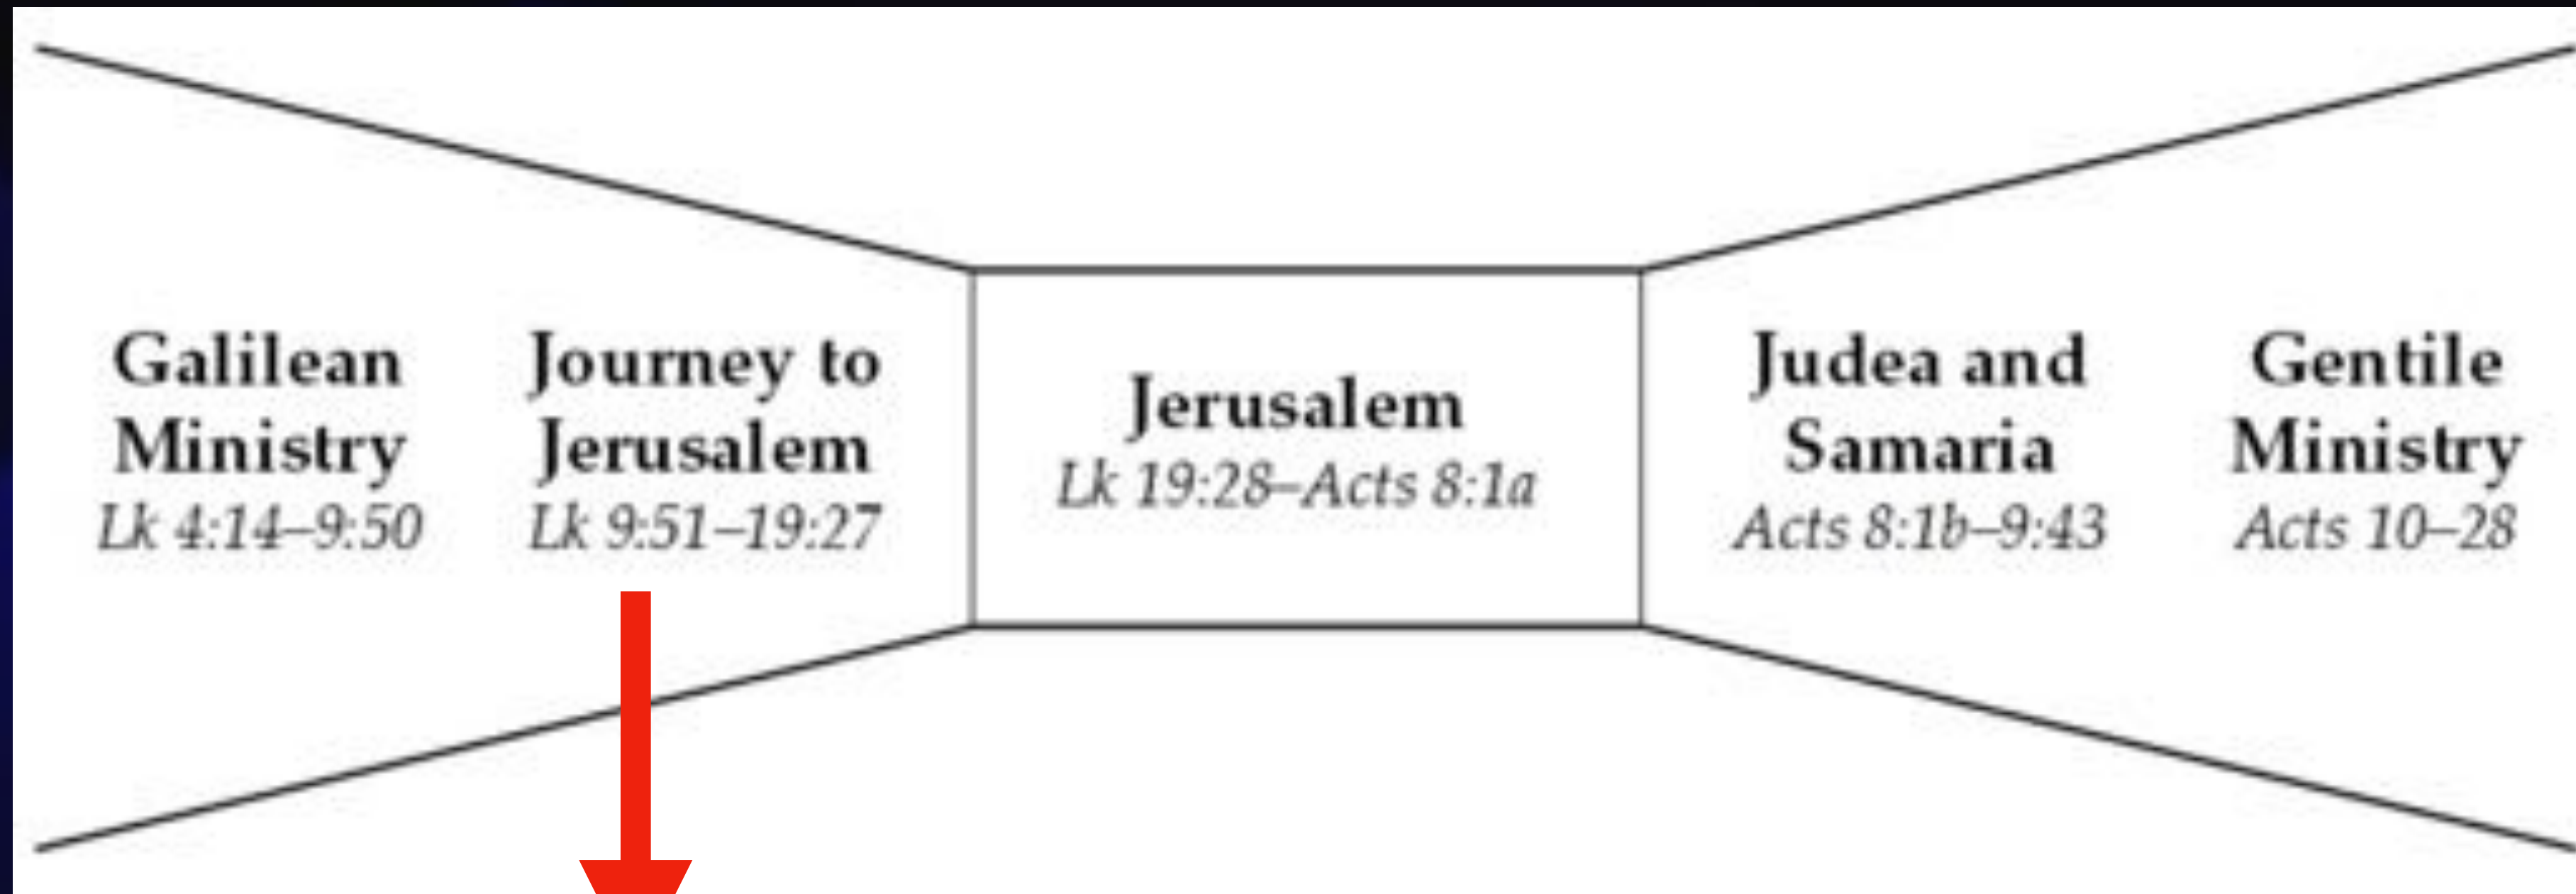 Galilean
Ministry
Lk 4:14–9:50
Journey to
Jerusalem
Lk 9:51–19:27
Jerusalem
Lk 19:28–Acts 8:1a
Judea and
Samaria
Acts 8:1b–9:43
Gentile
Ministry
Acts 10–28